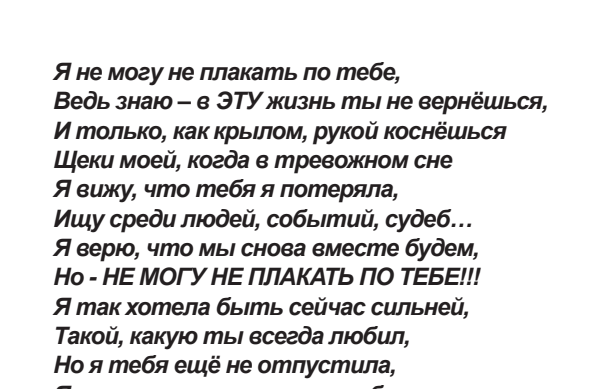 Я не могу не плакать по тебе,
Ведь знаю – в ЭТУ жизнь ты не вернёшься,
И только, как крылом, рукой коснёшься
Щеки моей, когда в тревожном сне
Я вижу, что тебя я потеряла,
Ищу среди людей, событий, судеб…
Я верю, что мы снова вместе будем,
Но - НЕ МОГУ НЕ ПЛАКАТЬ ПО ТЕБЕ!!!
Я так хотела быть сейчас сильней,
Такой, какую ты всегда любил,
Но я тебя ещё не отпустила,